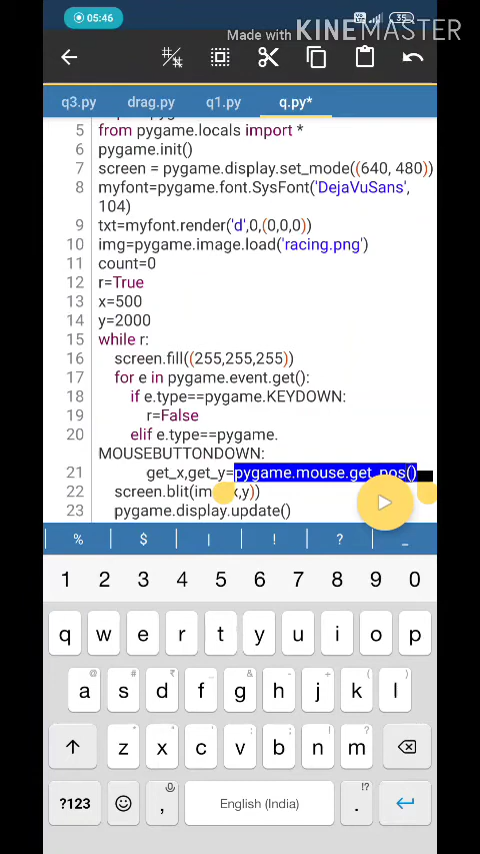 05:46
35
Made with KINEMASTER
q3.py drag.py q1.py q.py*
5 from pygame.locals import *
6 pygame.init()
7 screen = pygame.display.set_mode((640, 480))
8 myfont=pygame.font.SysFont('DejaVuSans',
104)
9 txt=myfont.render('d',0,(0,0,0))
10 img=pygame.image.load('racing.png')
11 count=0
12 r=True
13 x=500
14 y=2000
15 while r:
16 screen.fill((255,255,255))
17 for e in pygame.event.get():
18 if e.type==pygame.KEYDOWN:
19 r=False
20 elif e.type==pygame.
MOUSEBUTTONDOWN:
21 get_x,get_y=pygame.mouse.get_pos()
22 screen.blit(im x,y))
23 pygame.display.update()
% $ | ! ? _
1 2 3 4 5 6 7 8 9 0
q w e r t y u i o p
@ # ₹ _ & - + ( )
a s d f g h j k l
* " ' : ; /
z x c v b n m
!?
?123 , English (India) .